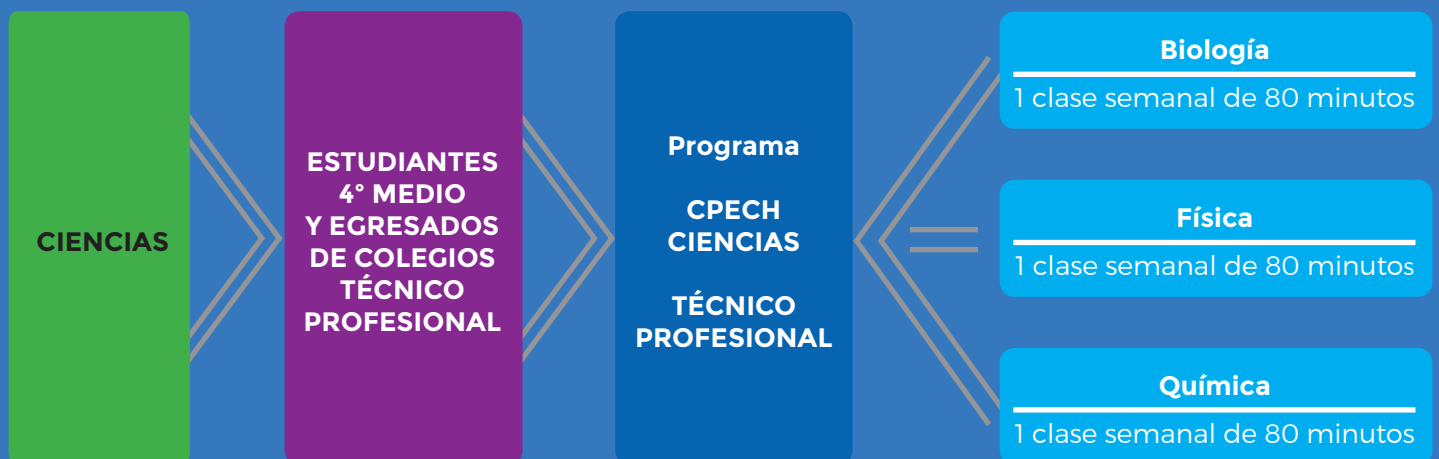 CIENCIAS
ESTUDIANTES
4° MEDIO
Y EGRESADOS
DE COLEGIOS
TÉCNICO
PROFESIONAL
Programa
CPECH
CIENCIAS
TÉCNICO
PROFESIONAL
Biología
1 clase semanal de 80 minutos
Física
1 clase semanal de 80 minutos
Química
1 clase semanal de 80 minutos